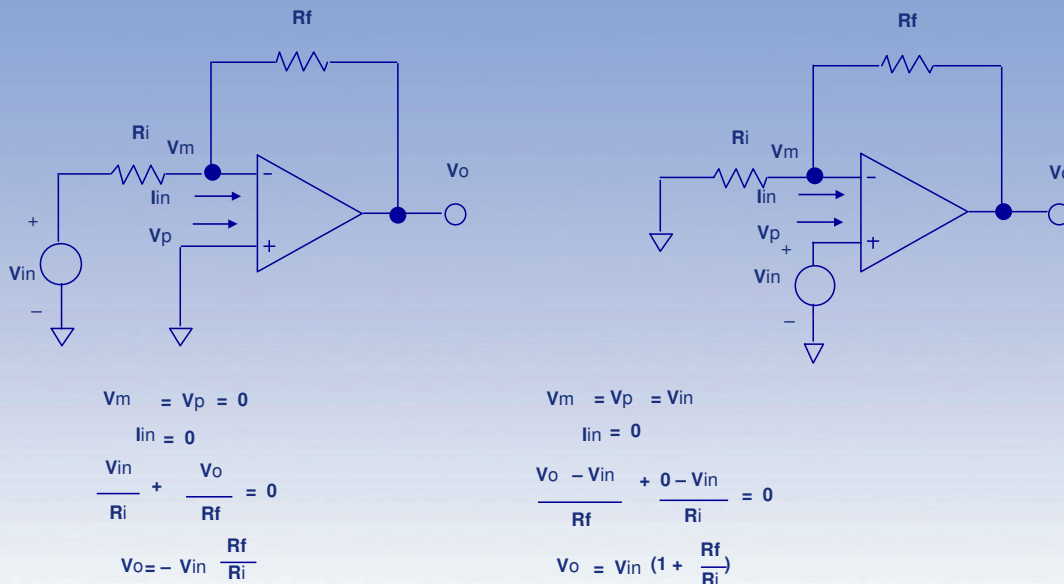 Rf
Ri
Vm
Iin
Vp
−
+
Vo
+
Vin
−
Vm = Vp = 0
Iin = 0
Vin/Ri + Vo/Rf = 0
Vo = − Vin Rf/Ri
Rf
Ri
Vm
Iin
Vp
−
+
Vo
+
Vin
−
Vm = Vp = Vin
Iin = 0
Vo − Vin/Rf + 0 − Vin/Ri = 0
Vo = Vin (1 + Rf/Ri)